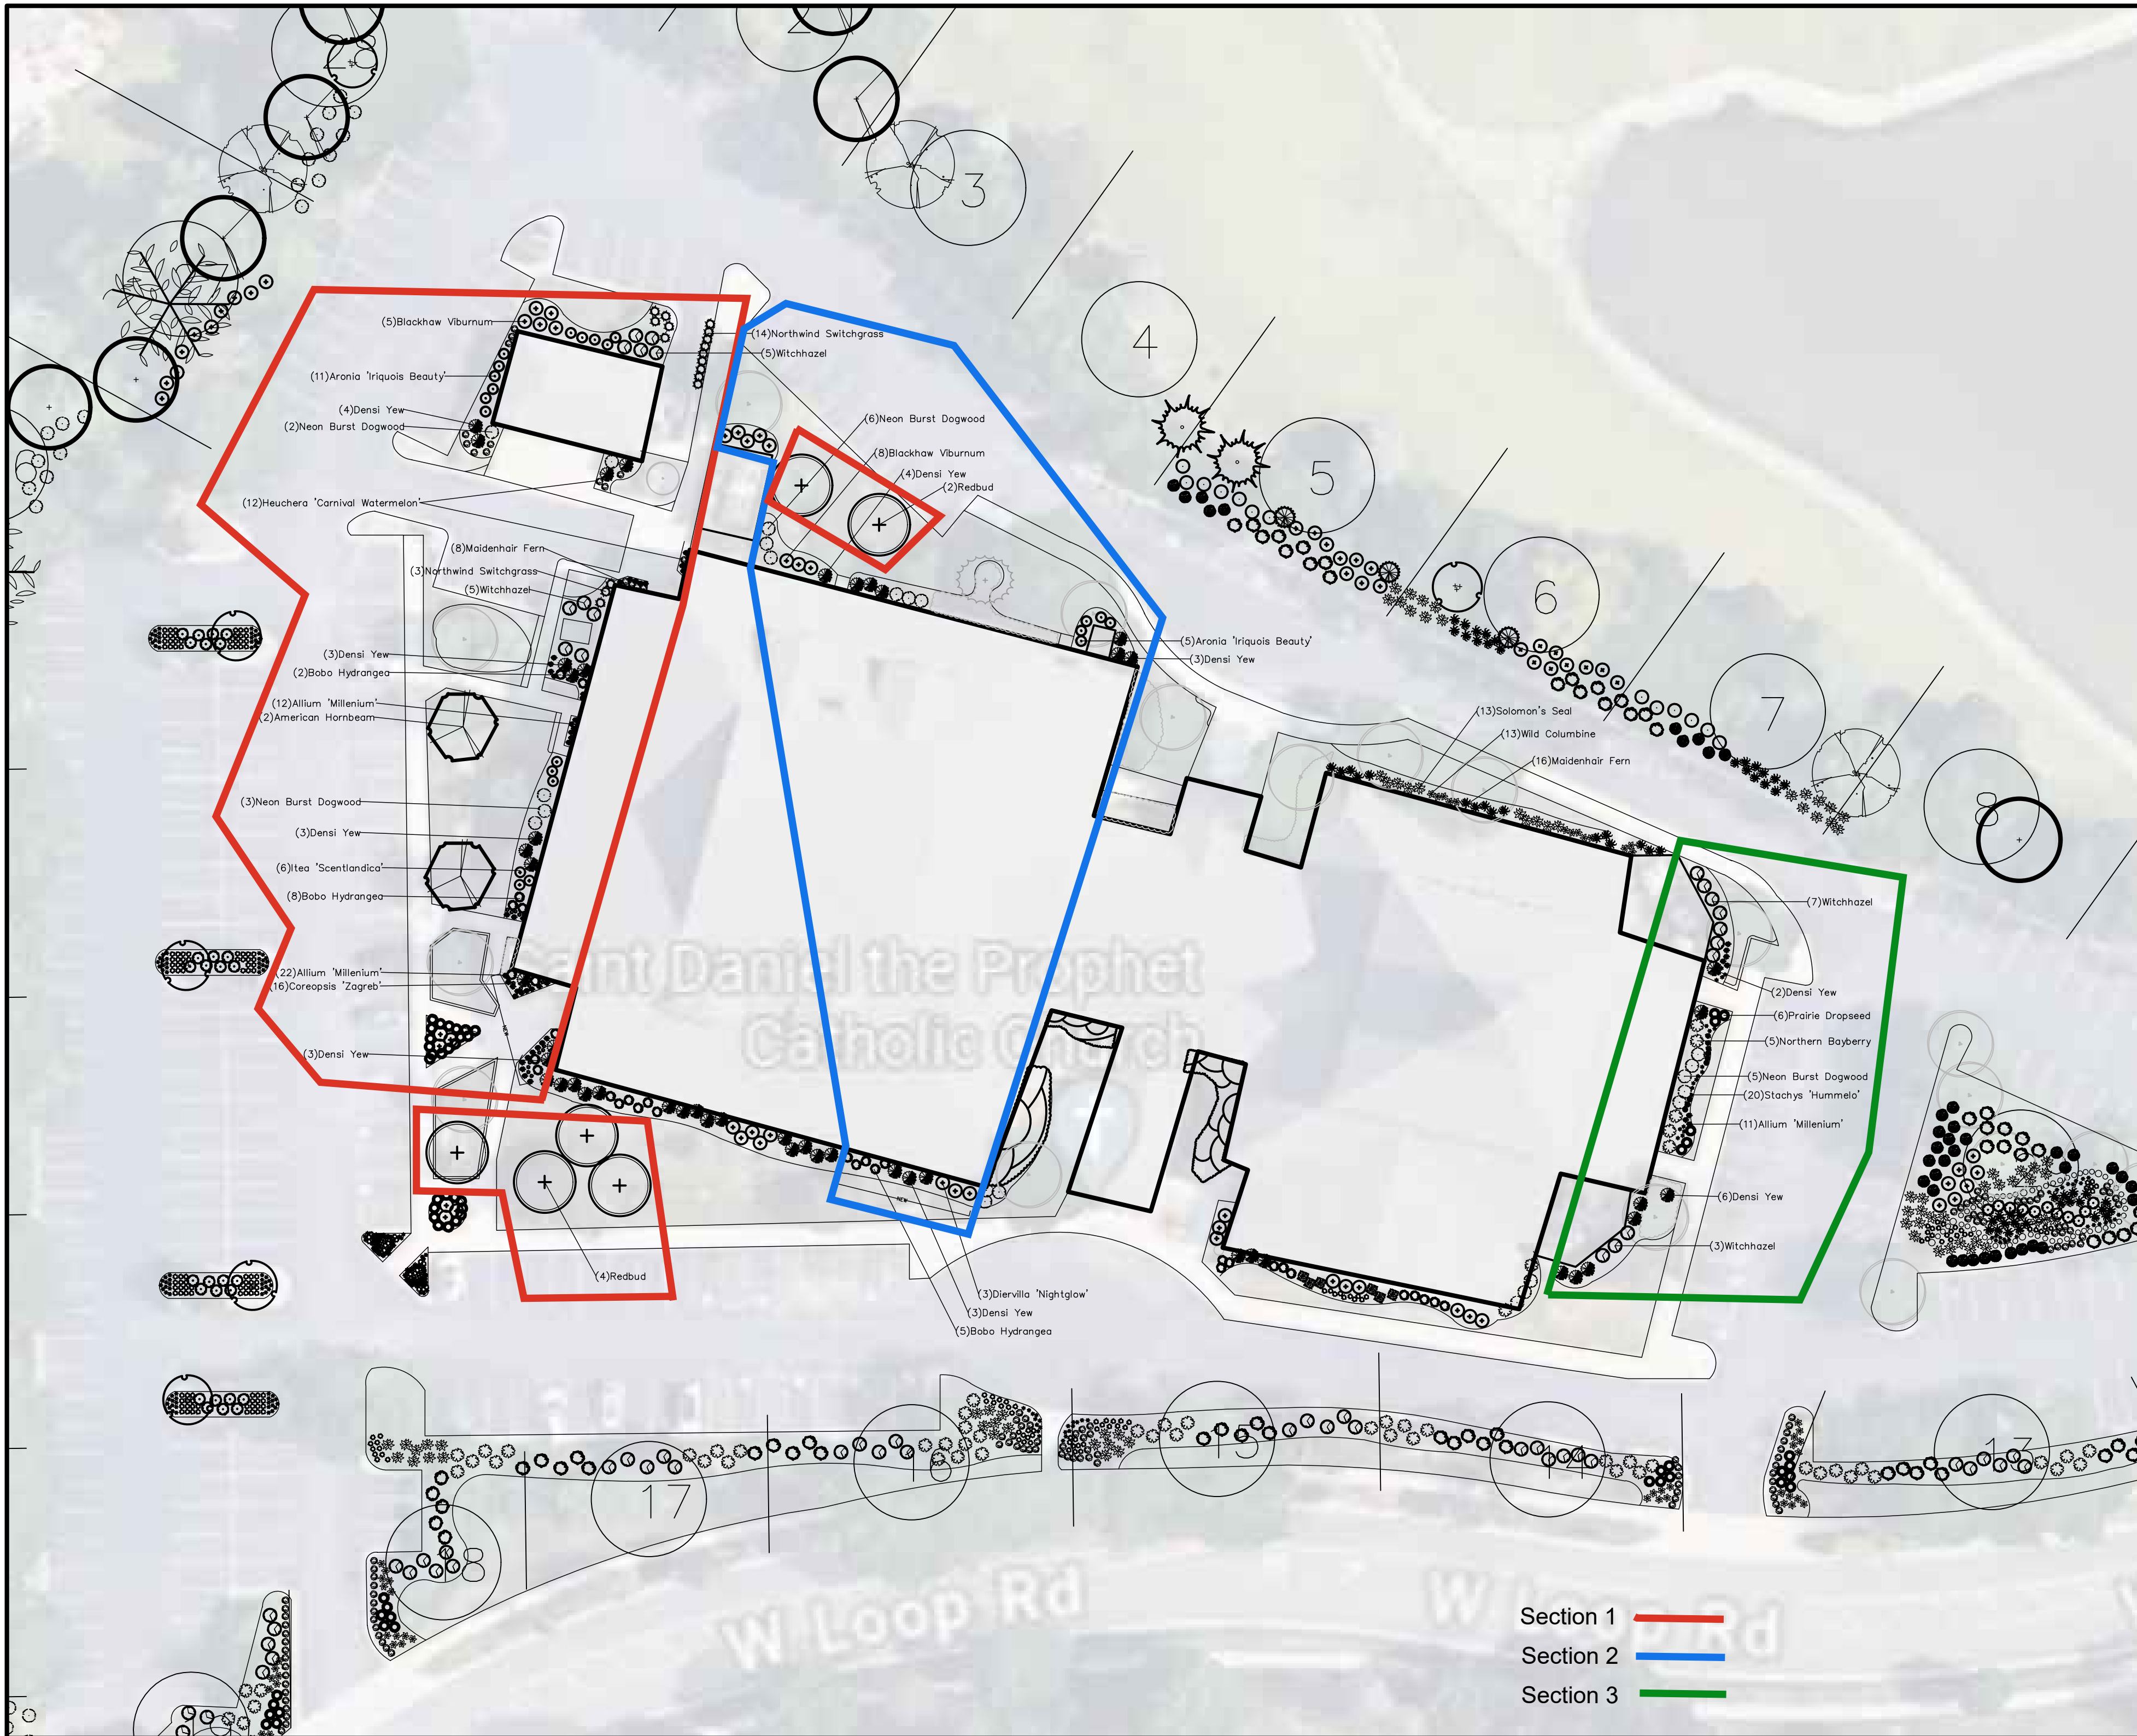 2
3
4
5
6
7
8
(5)Blackhaw Viburnum
(14)Northwind Switchgrass
(5)Witchhazel
(11)Aronia 'Iriquois Beauty'
(4)Densi Yew
(2)Neon Burst Dogwood
(6)Neon Burst Dogwood
(8)Blackhaw Viburnum
(4)Densi Yew
(2)Redbud
(12)Heuchera 'Carnival Watermelon'
(8)Maidenhair Fern
(3)Northwind Switchgrass
(5)Witchhazel
(5)Aronia 'Iriquois Beauty'
(3)Densi Yew
(3)Densi Yew
(2)Bobo Hydrangea
(12)Allium 'Millenium'
(2)American Hornbeam
(13)Solomon's Seal
(13)Wild Columbine
(16)Maidenhair Fern
(3)Neon Burst Dogwood
(3)Densi Yew
(6)Itea 'Scentlandica'
(8)Bobo Hydrangea
(7)Witchhazel
Saint Daniel the Prophet
Catholic Church
(22)Allium 'Millenium'
(16)Coreopsis 'Zagreb'
(2)Densi Yew
(6)Prairie Dropseed
(5)Northern Bayberry
NEW
(3)Densi Yew
(5)Neon Burst Dogwood
(20)Stachys 'Hummelo'
(11)Allium 'Millenium'
(6)Densi Yew
NEW
(3)Witchhazel
(4)Redbud
(3)Diervilla 'Nightglow'
(3)Densi Yew
(5)Bobo Hydrangea
18
17
16
15
14
13
W Loop Rd
W Loop Rd
Section 1
Section 2
Section 3